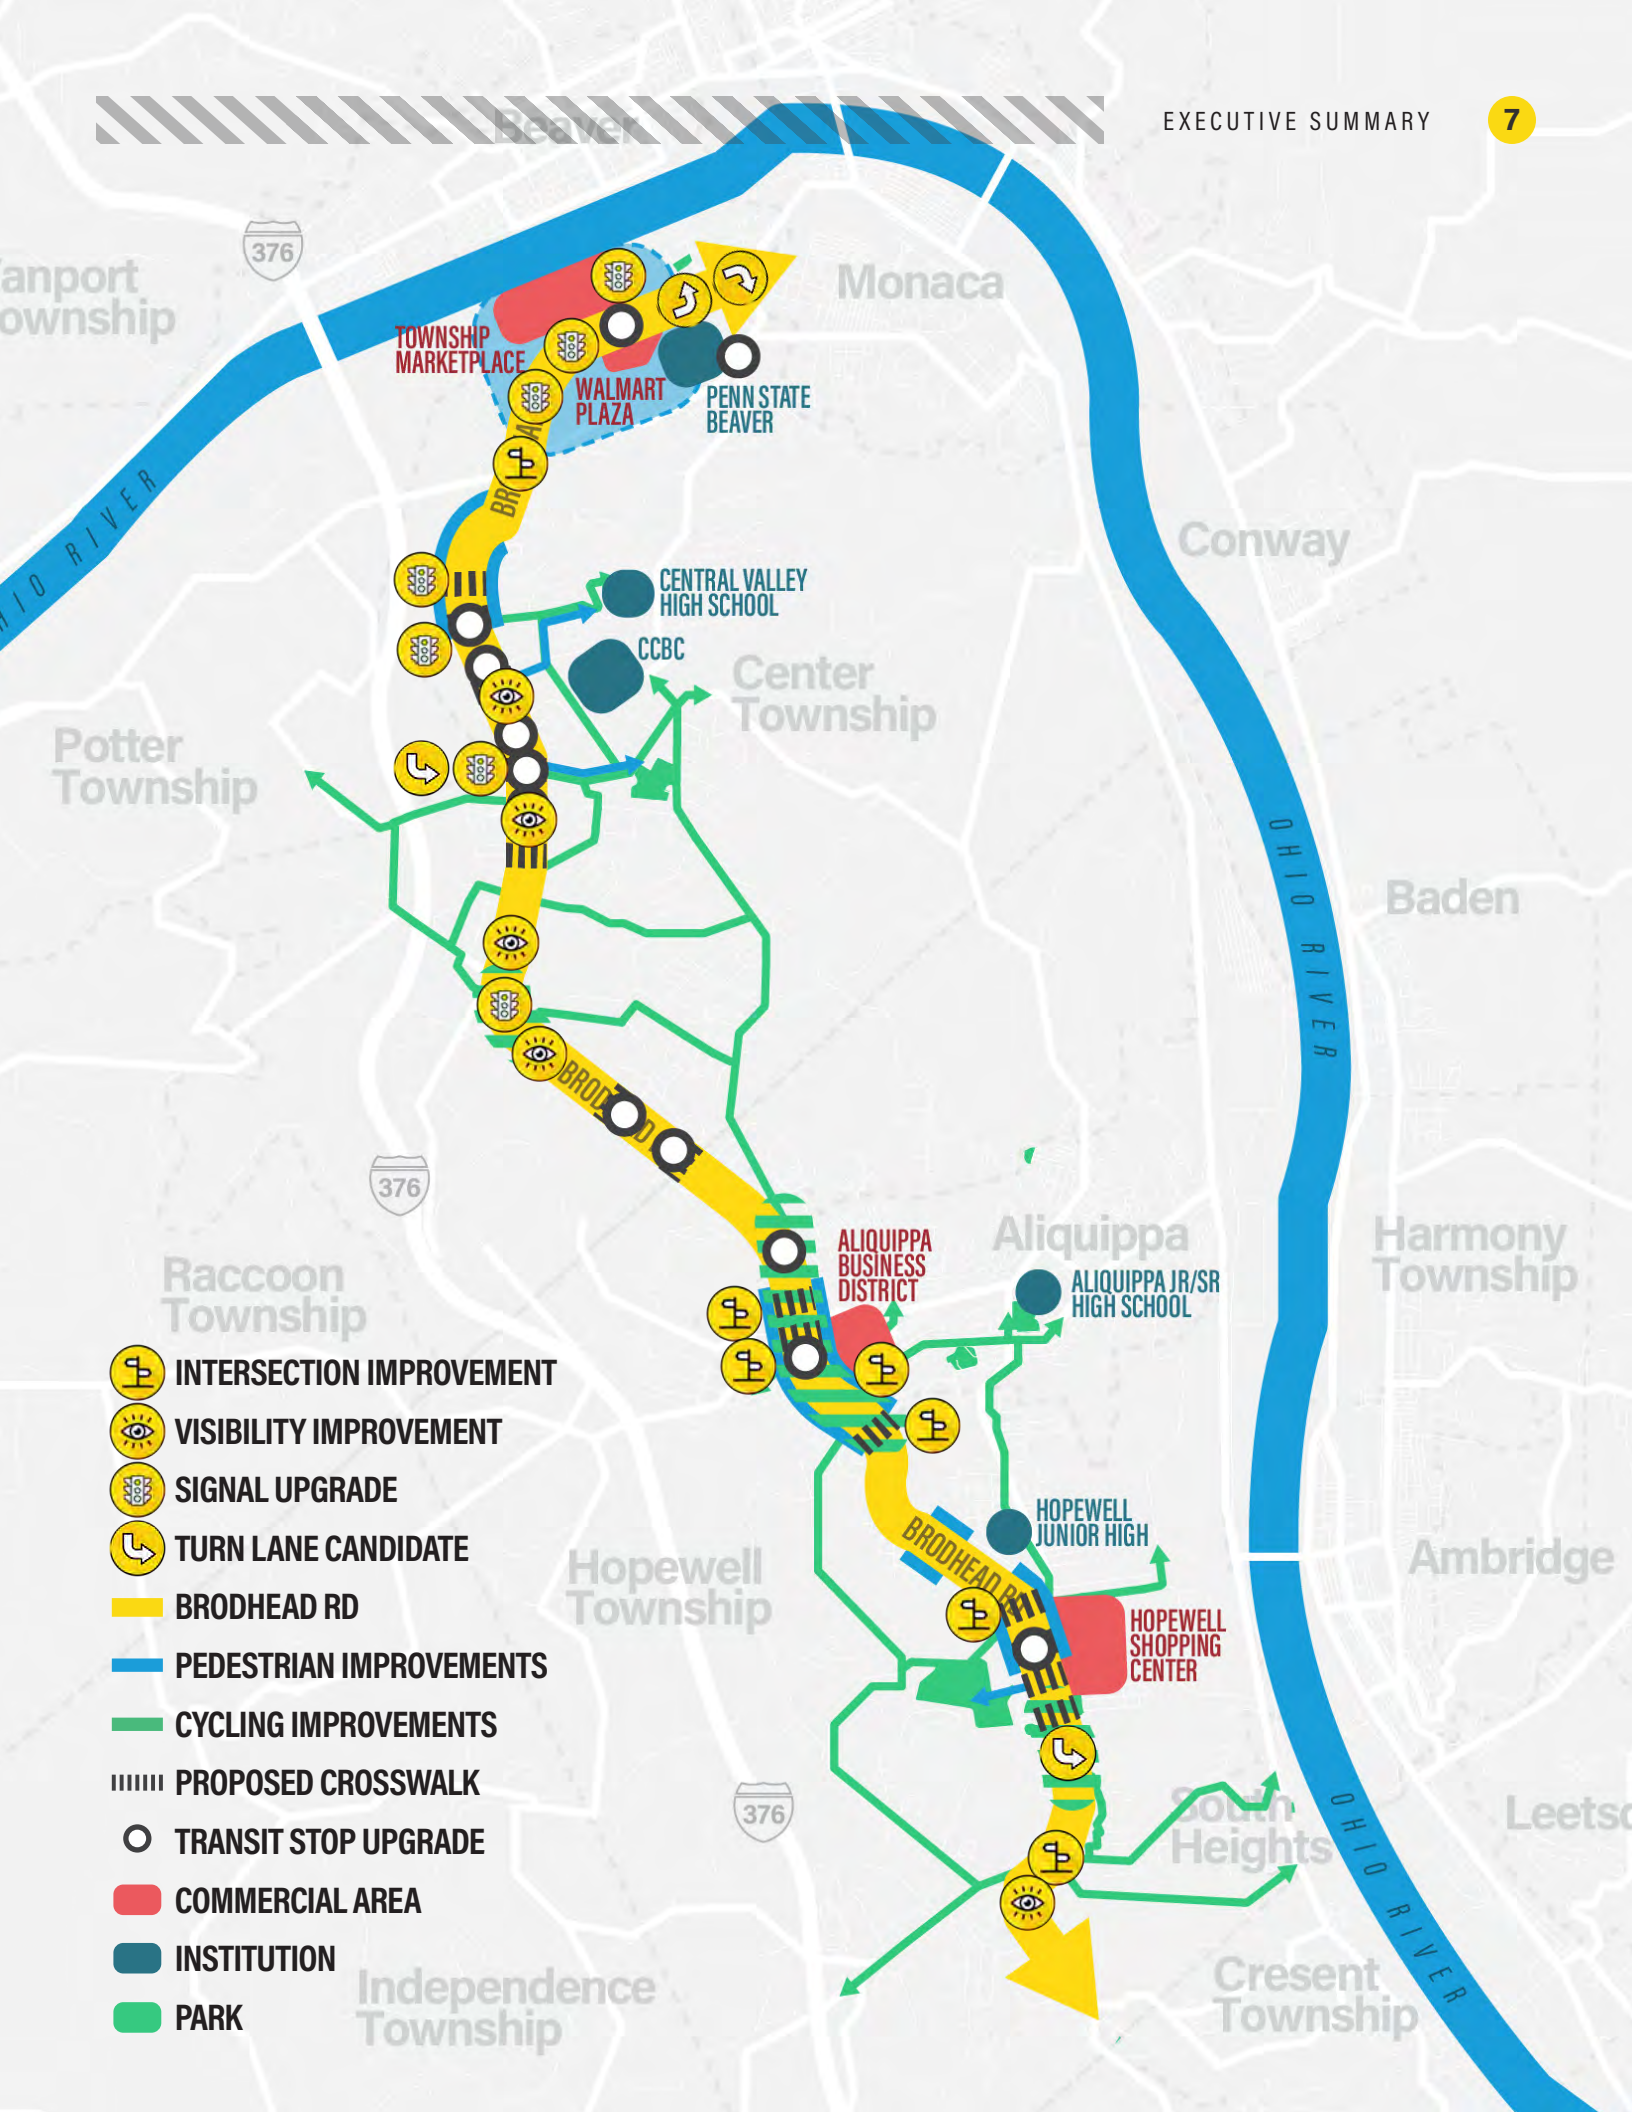 EXECUTIVE SUMMARY
7
Beaver
376
Monaca
TOWNSHIP
MARKETPLACE
WALMART
PLAZA
PENN STATE
BEAVER
OHIO RIVER
Conway
CENTRAL VALLEY
HIGH SCHOOL
CCBC
Center
Township
Potter
Township
OHIO RIVER
Baden
376
ALIQUIPPA
BUSINESS
DISTRICT
Aliquippa
ALIQUIPPA JR/SR
HIGH SCHOOL
Harmony
Township
Raccoon
Township
HOPEWELL
JUNIOR HIGH
BRODHEAD RD
Hopewell
Township
Ambridge
HOPEWELL
SHOPPING
CENTER
376
South
Heights
OHIO RIVER
Cresent
Township
Independence
Township
INTERSECTION IMPROVEMENT
VISIBILITY IMPROVEMENT
SIGNAL UPGRADE
TURN LANE CANDIDATE
BRODHEAD RD
PEDESTRIAN IMPROVEMENTS
CYCLING IMPROVEMENTS
PROPOSED CROSSWALK
TRANSIT STOP UPGRADE
COMMERCIAL AREA
INSTITUTION
PARK